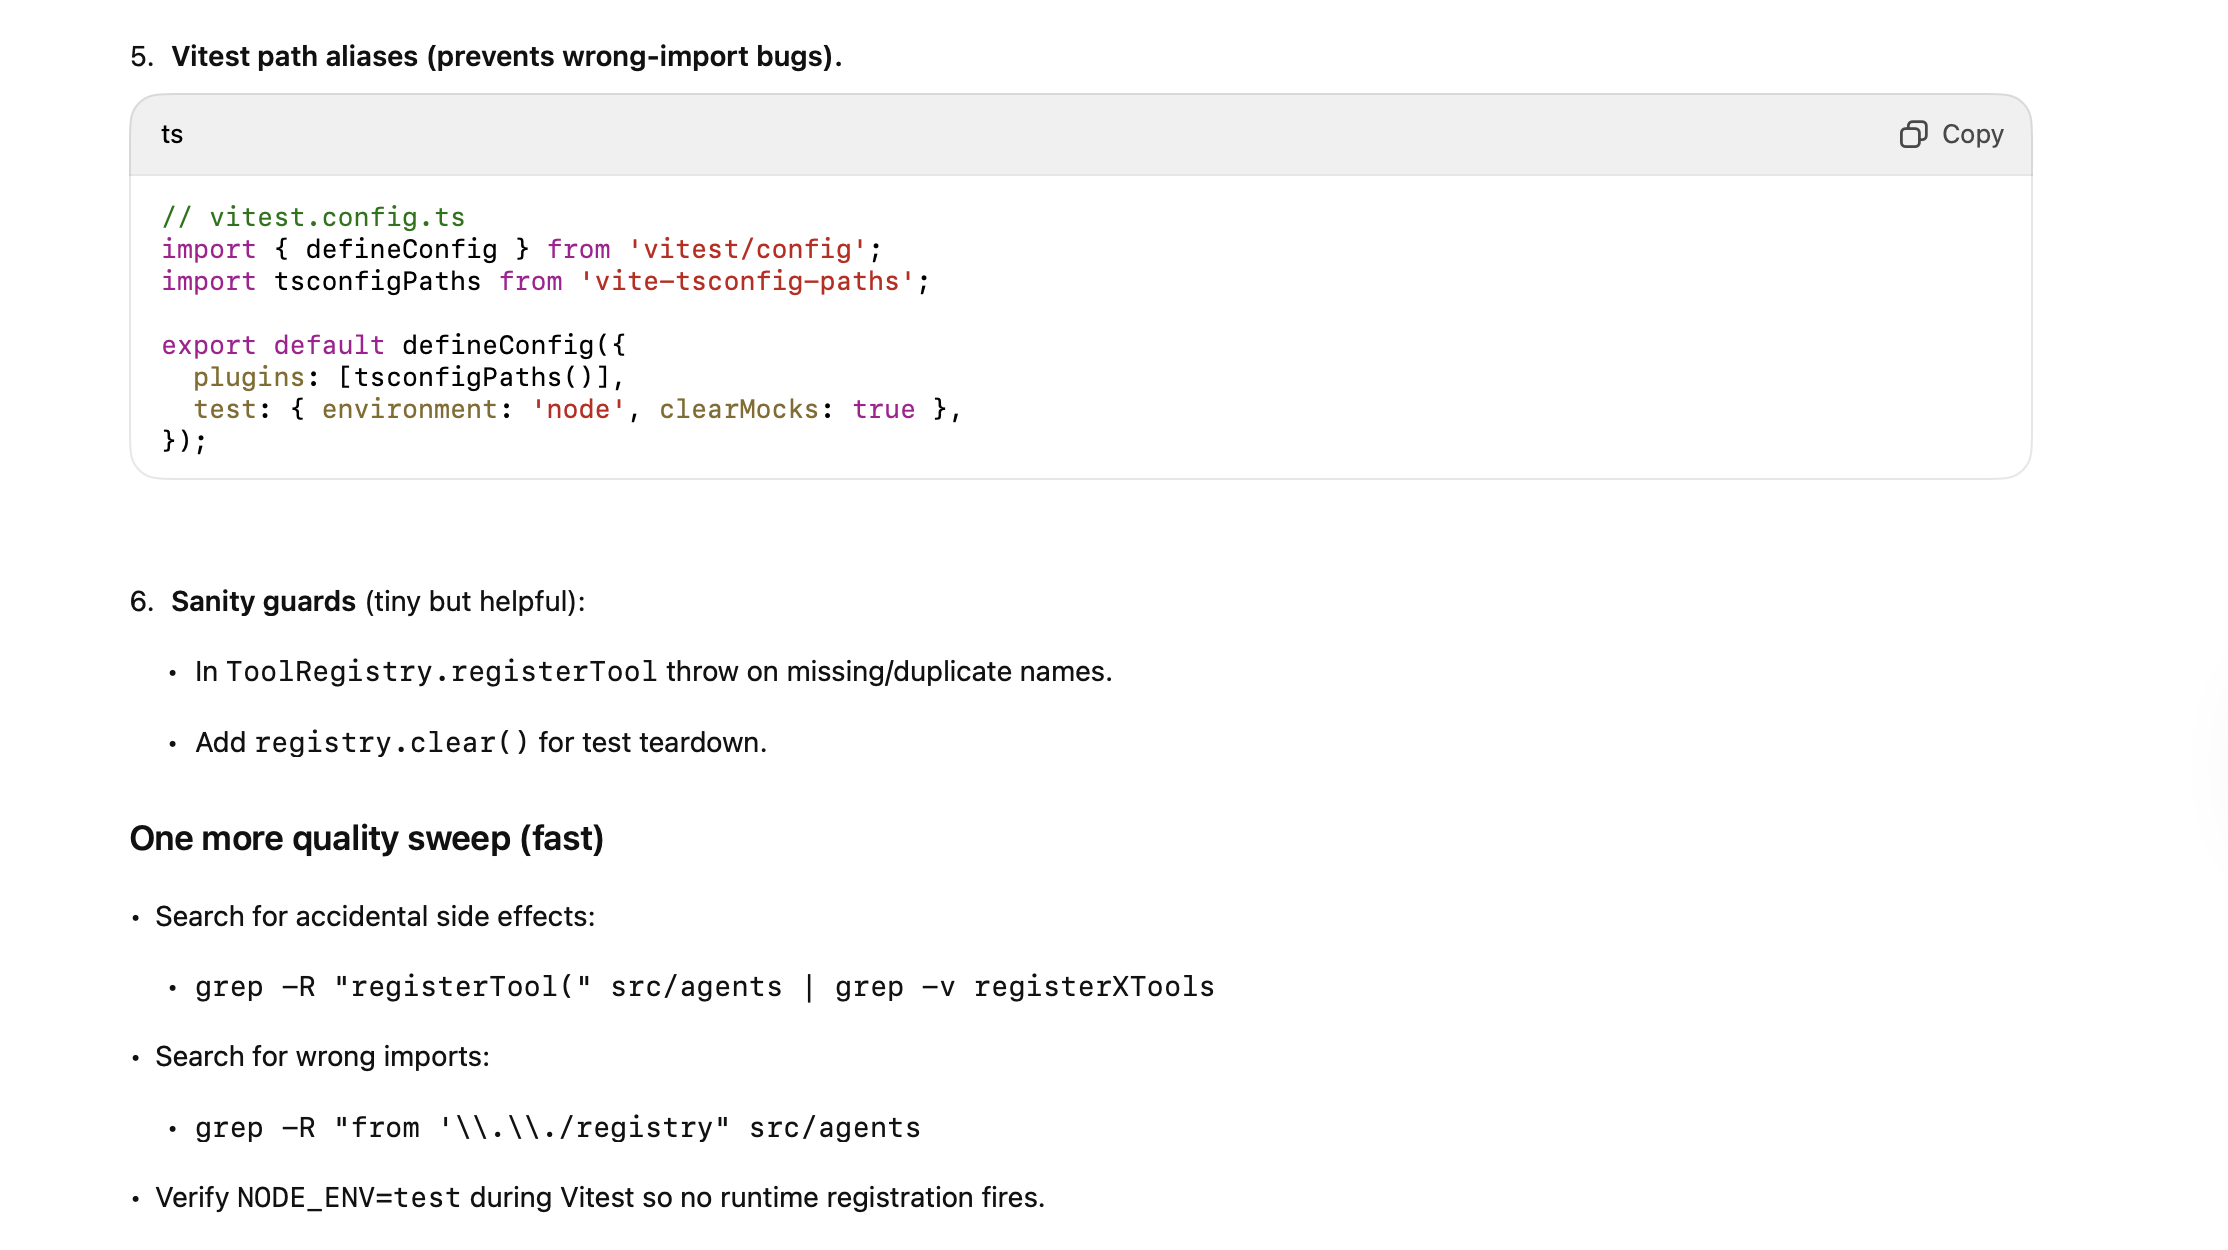 5. Vitest path aliases (prevents wrong-import bugs).
ts
Copy
// vitest.config.ts
import { defineConfig } from 'vitest/config';
import tsconfigPaths from 'vite-tsconfig-paths';
export default defineConfig({
  plugins: [tsconfigPaths()],
  test: { environment: 'node', clearMocks: true },
});
6. Sanity guards (tiny but helpful):
• In ToolRegistry.registerTool throw on missing/duplicate names.
• Add registry.clear() for test teardown.
One more quality sweep (fast)
• Search for accidental side effects:
• grep -R "registerTool(" src/agents | grep -v registerXTools
• Search for wrong imports:
• grep -R "from '\\.\\./registry" src/agents
• Verify NODE_ENV=test during Vitest so no runtime registration fires.